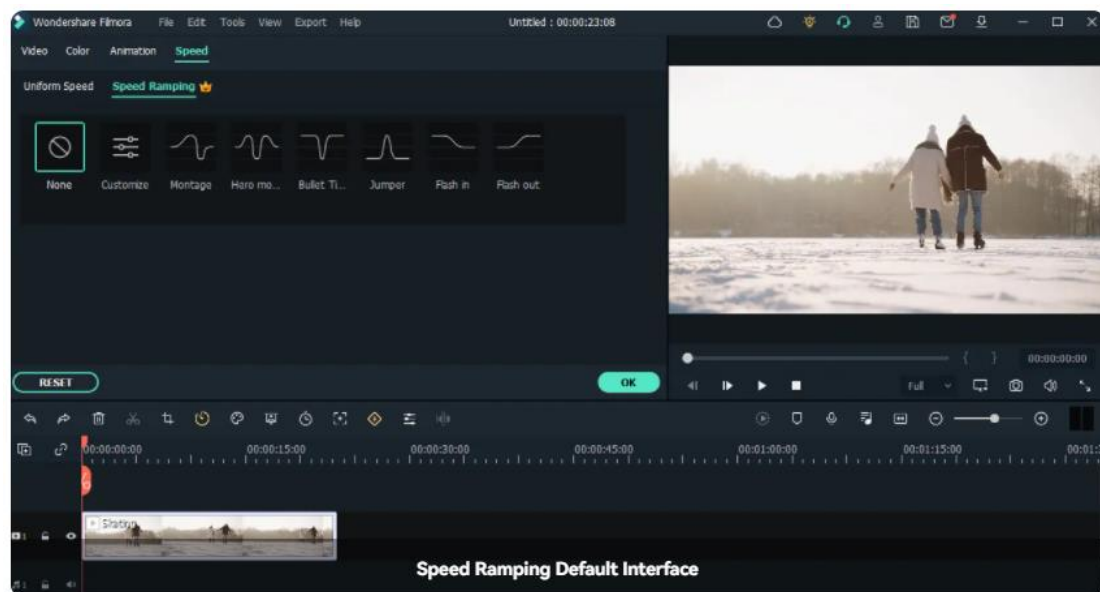 Wondershare Filmora File Edit Tools View Export Help Untitled : 00:00:23:08
Video Color Animation Speed
Uniform Speed Speed Ramping
None Customize Montage Hero mo... Bullet Ti... Jumper Flash in Flash out
00:00:00:00
RESET OK
Full
00:00:00:00 00:00:15:00 00:00:30:00 00:00:45:00 00:01:00:00 00:01:15:00
Skating
1
Speed Ramping Default Interface
1